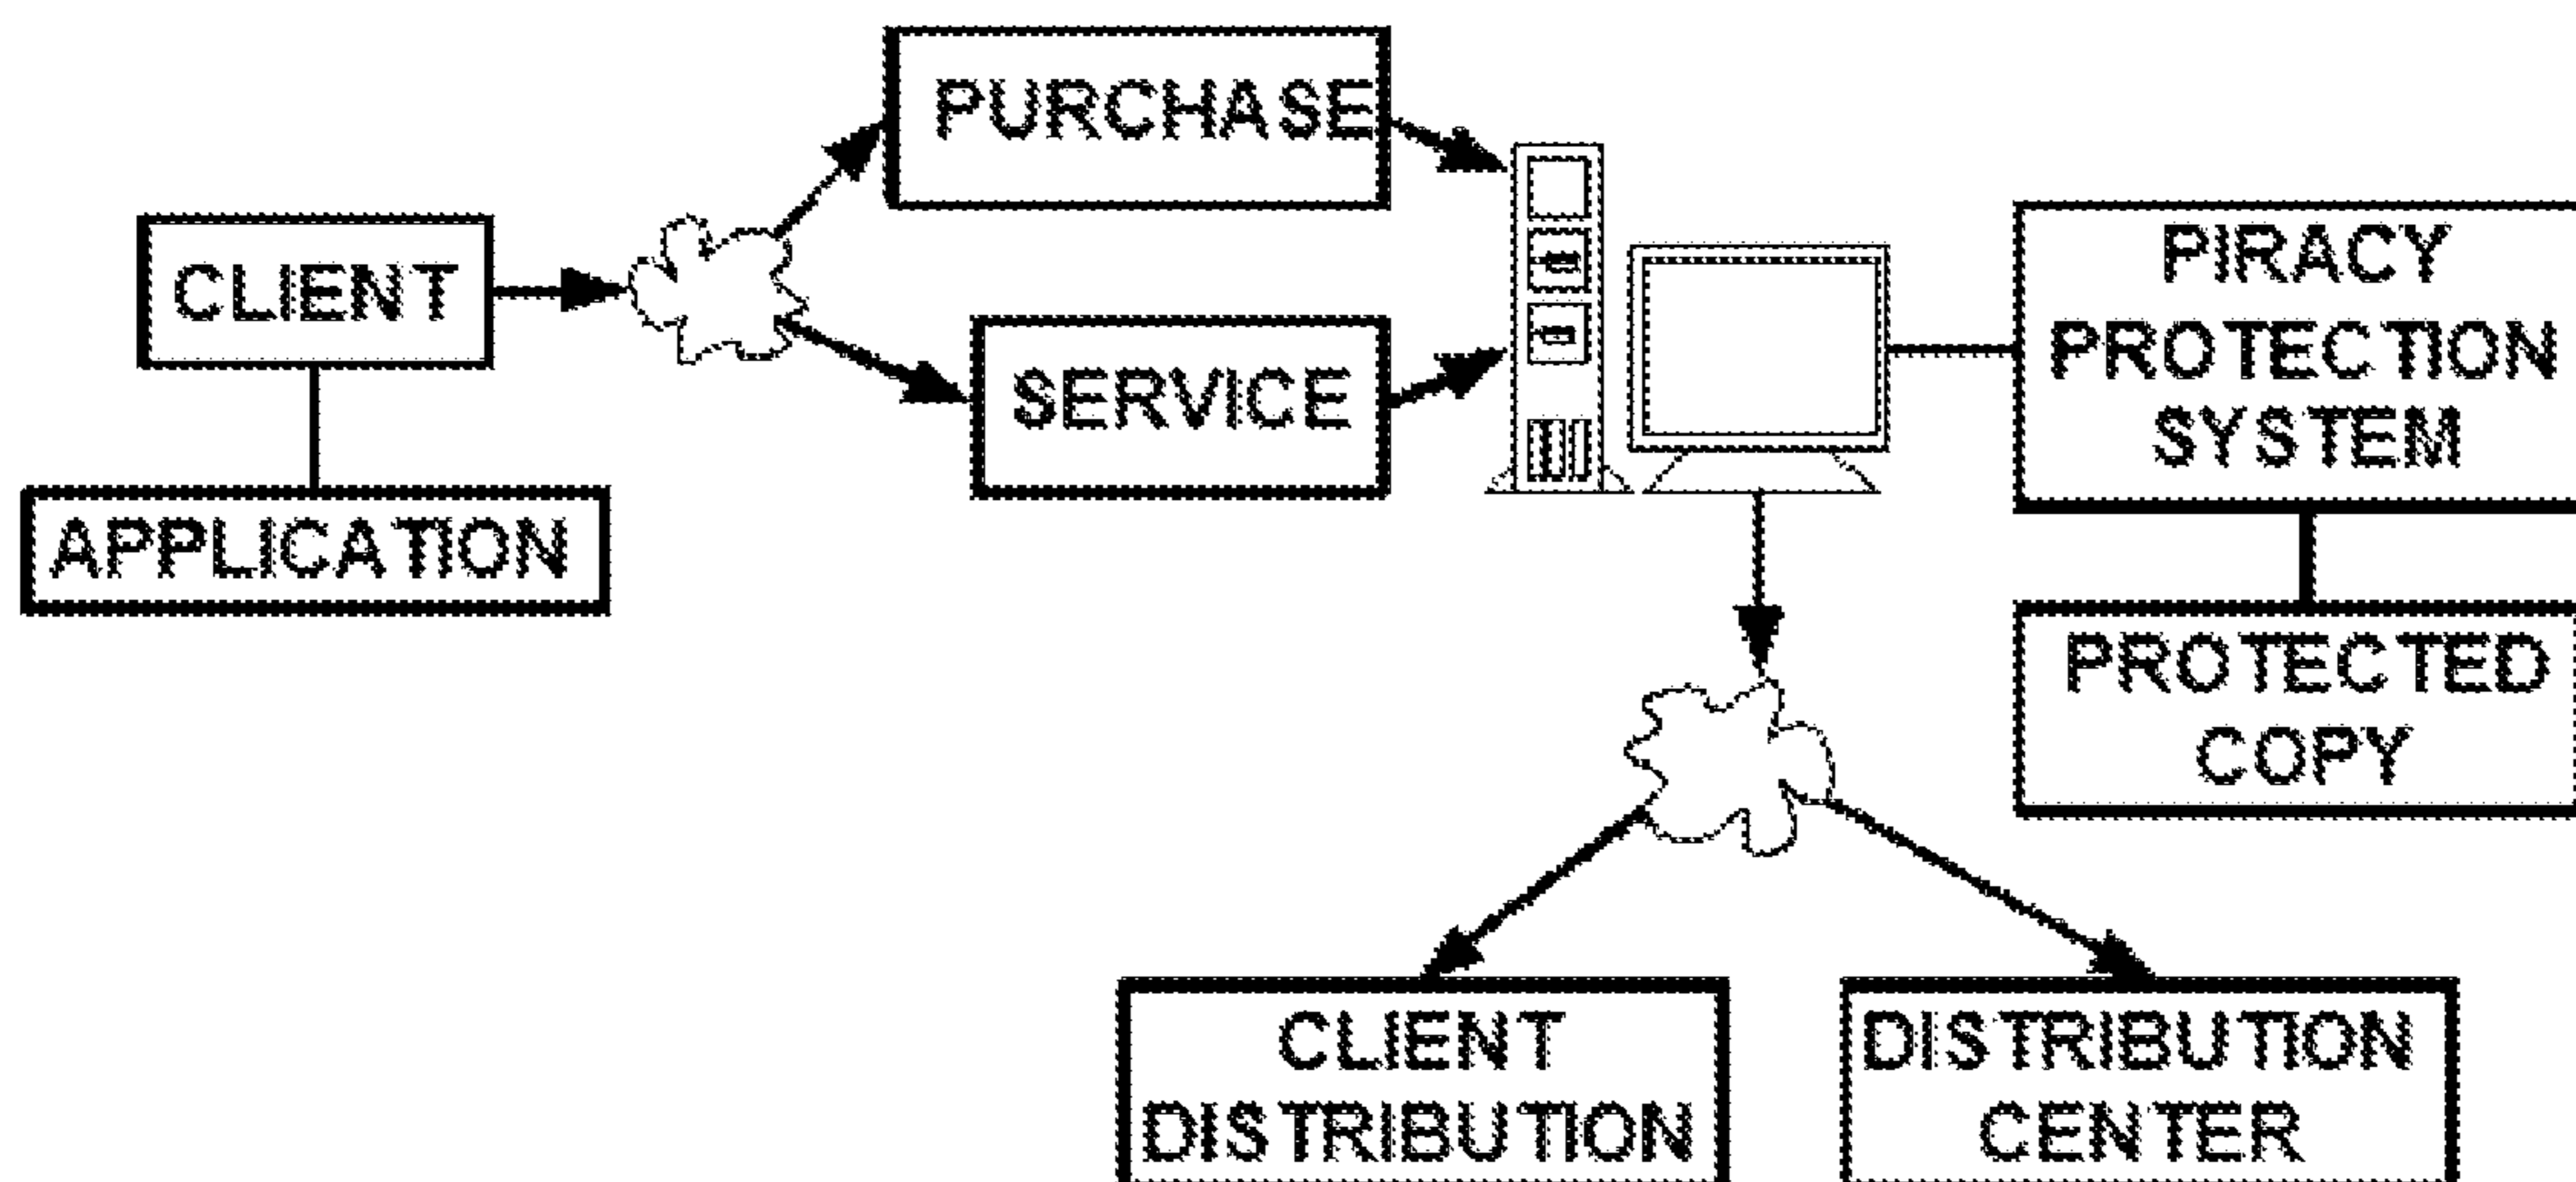 PURCHASE
CLIENT
SERVICE
APPLICATION
PIRACY
PROTECTION
SYSTEM
PROTECTED
COPY
CLIENT
DISTRIBUTION
DISTRIBUTION
CENTER